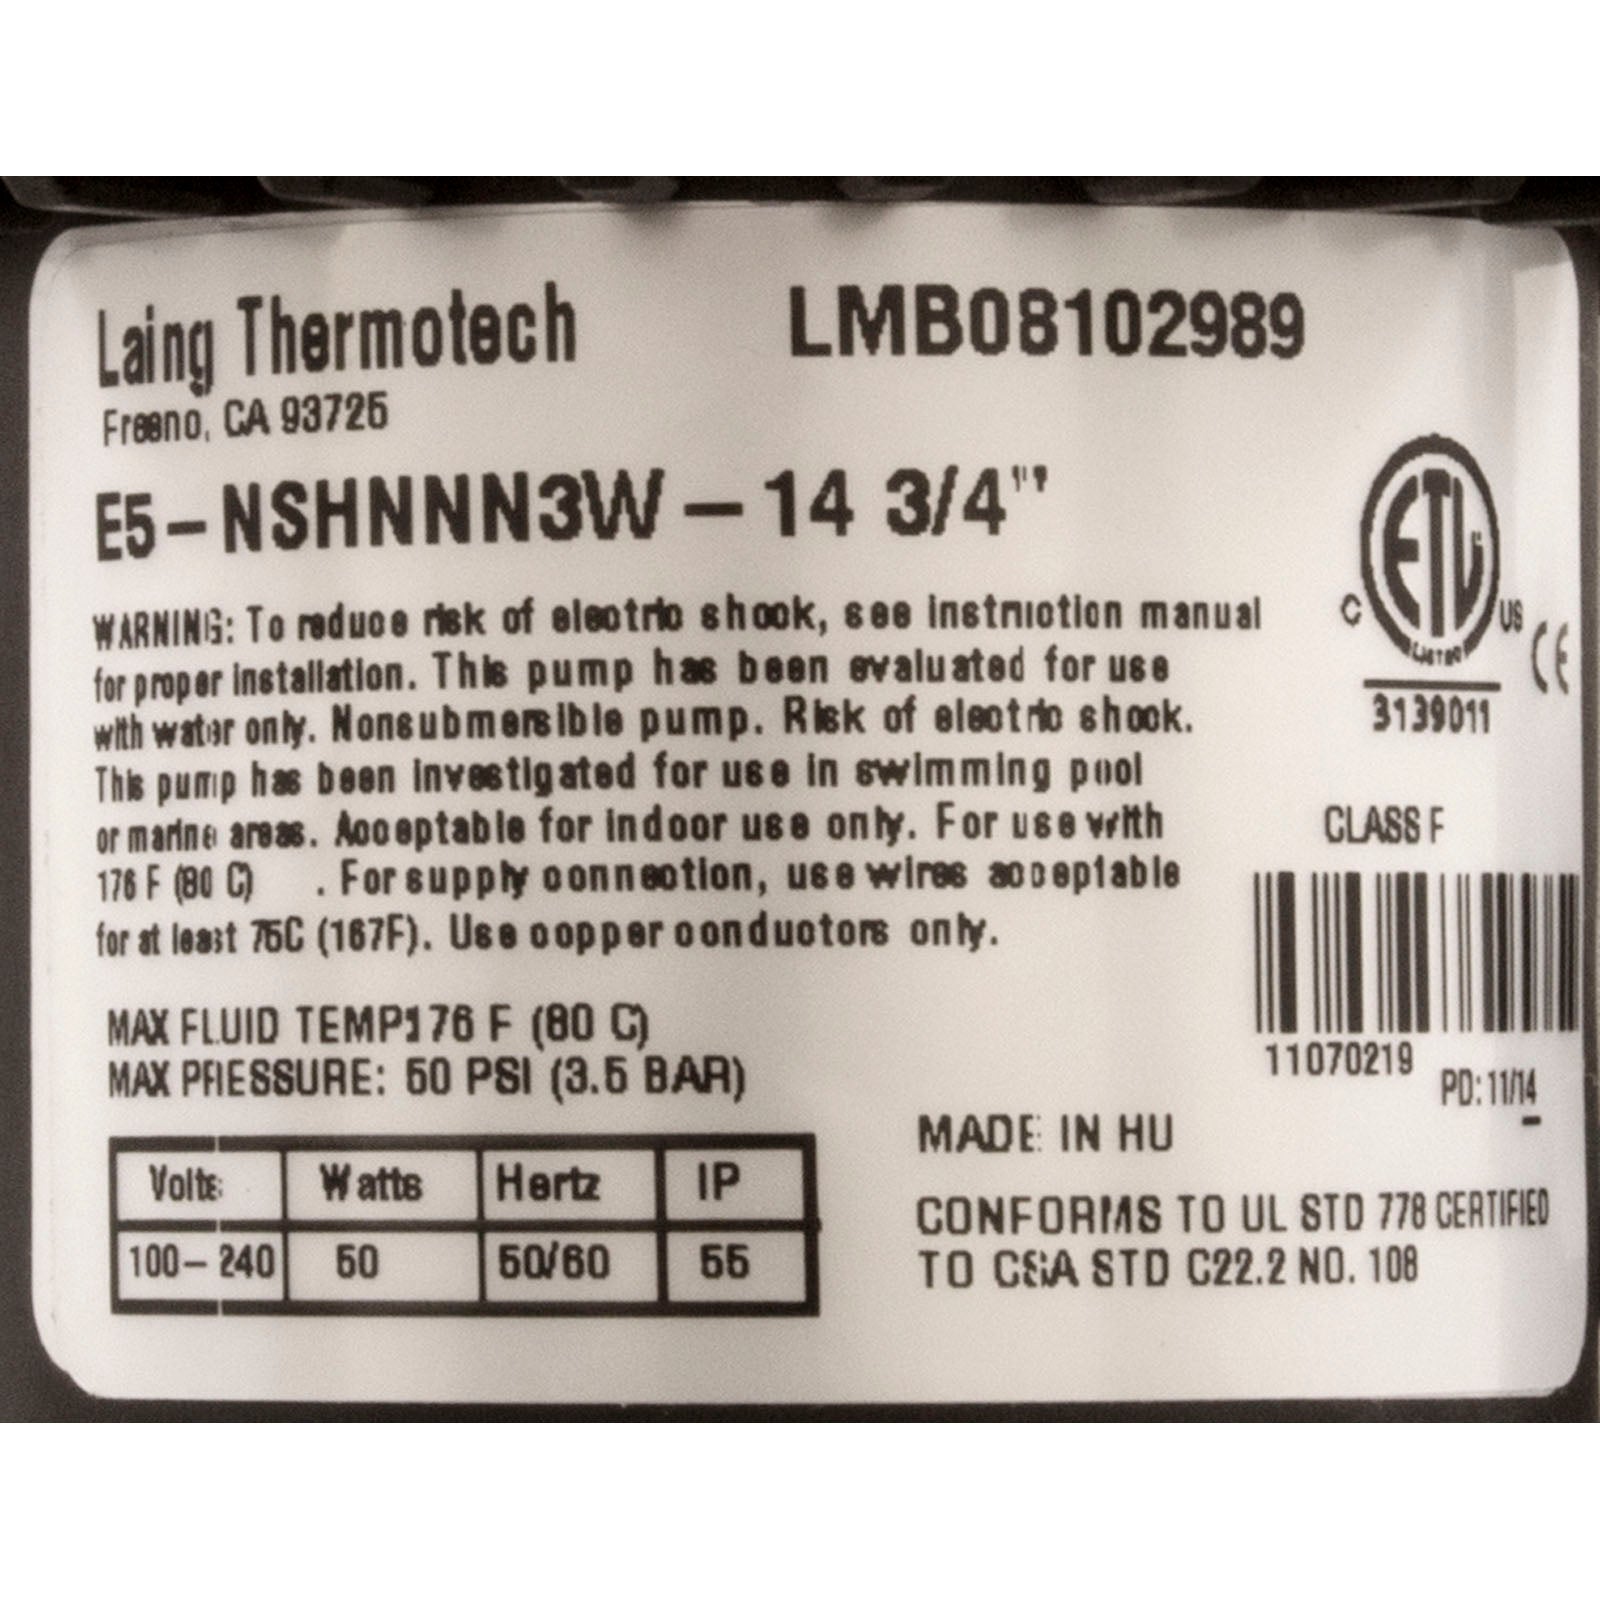 Laing Thermotech LMB08102989
Fresno, CA 93725
E5-NSHNNN3W - 14 3/4"
WARNING: To reduce risk of electric shock, see instruction manual
for proper installation. This pump has been evaluated for use
with water only. Nonsubmersible pump. Risk of electric shock.
This pump has been investigated for use in swimming pool
or marine areas. Acceptable for indoor use only. For use with
176 F (80 C) . For supply connection, use wires acceptable
for at least 75C (167F). Use copper conductors only.
ETL
C US
LISTED
CE
3139011
CLASS F
11070219
PD: 11/14
MAX FLUID TEMP:176 F (80 C)
MAX PRESSURE: 50 PSI (3.5 BAR)
Volts Watts Hertz IP
100-240 50 50/60 55
MADE IN HU
CONFORMS TO UL STD 778 CERTIFIED
TO CSA STD C22.2 NO. 108